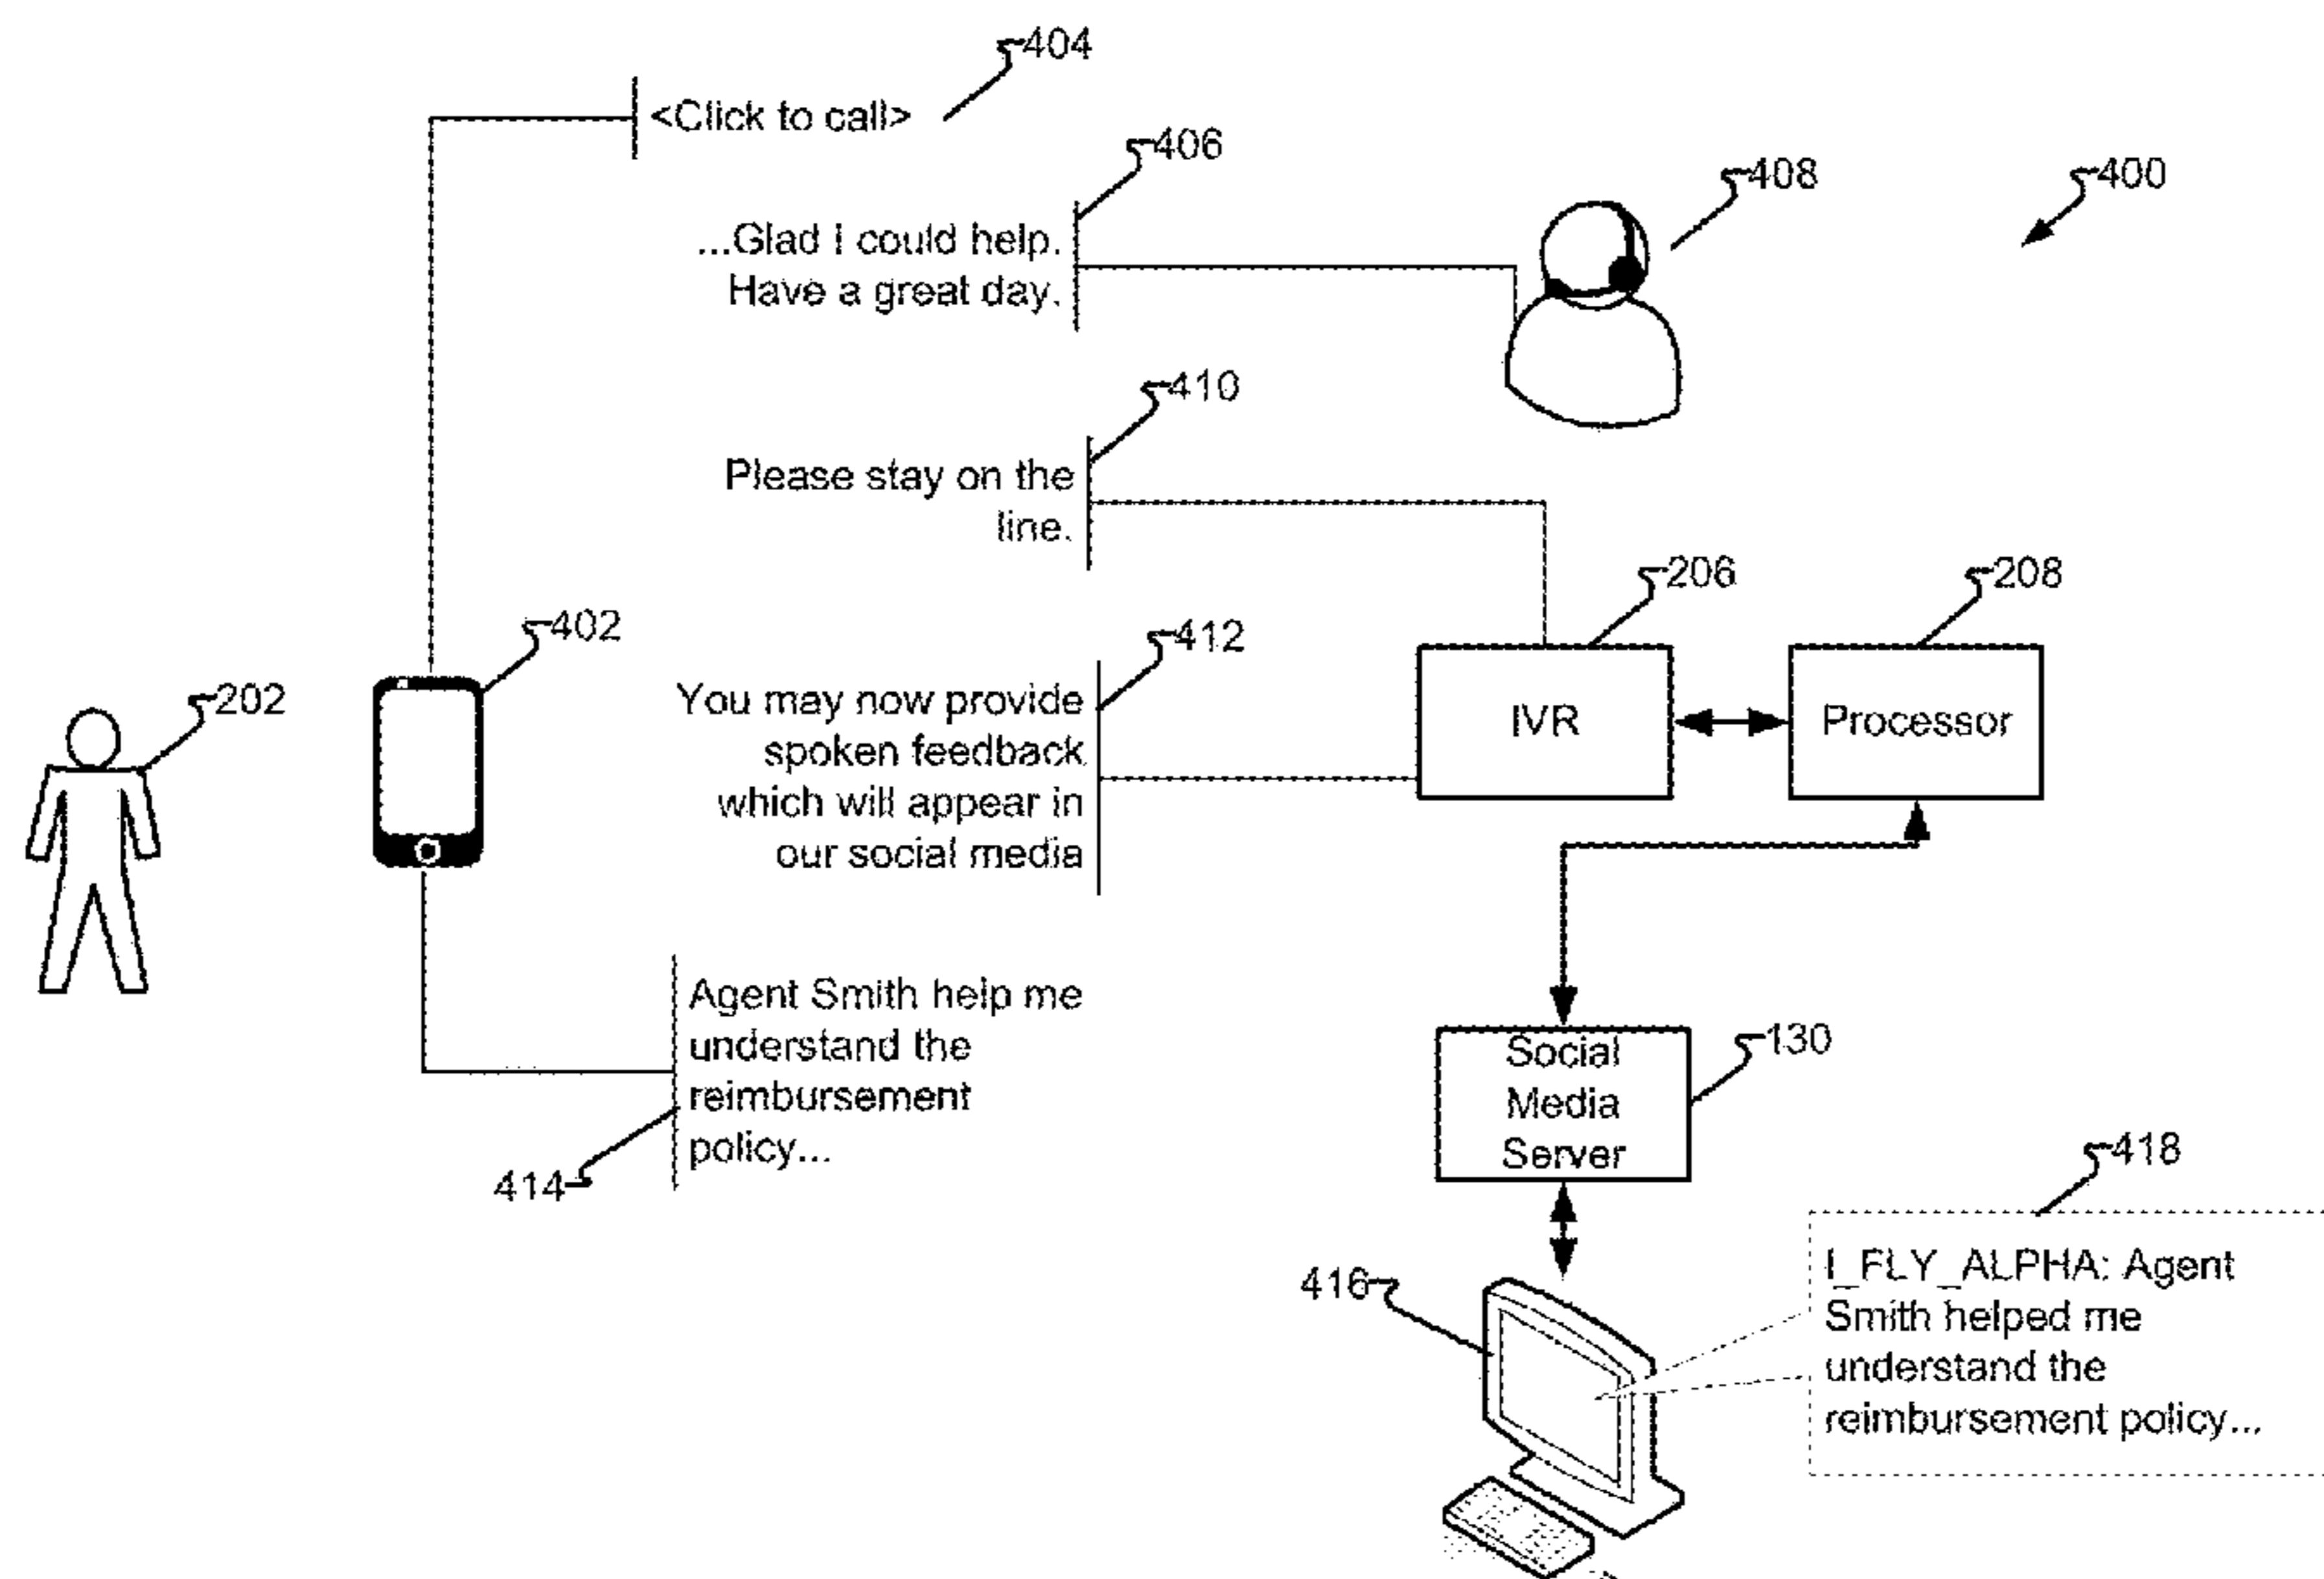 404
<Click to call>
406
408
400
...Glad I could help.
Have a great day.
410
Please stay on the
line.
206
208
402
412
202
You may now provide
spoken feedback
which will appear in
our social media
IVR
Processor
Agent Smith help me
understand the
reimbursement
policy...
414
Social
Media
Server
130
418
416
I_FLY_ALPHA: Agent
Smith helped me
understand the
reimbursement policy...